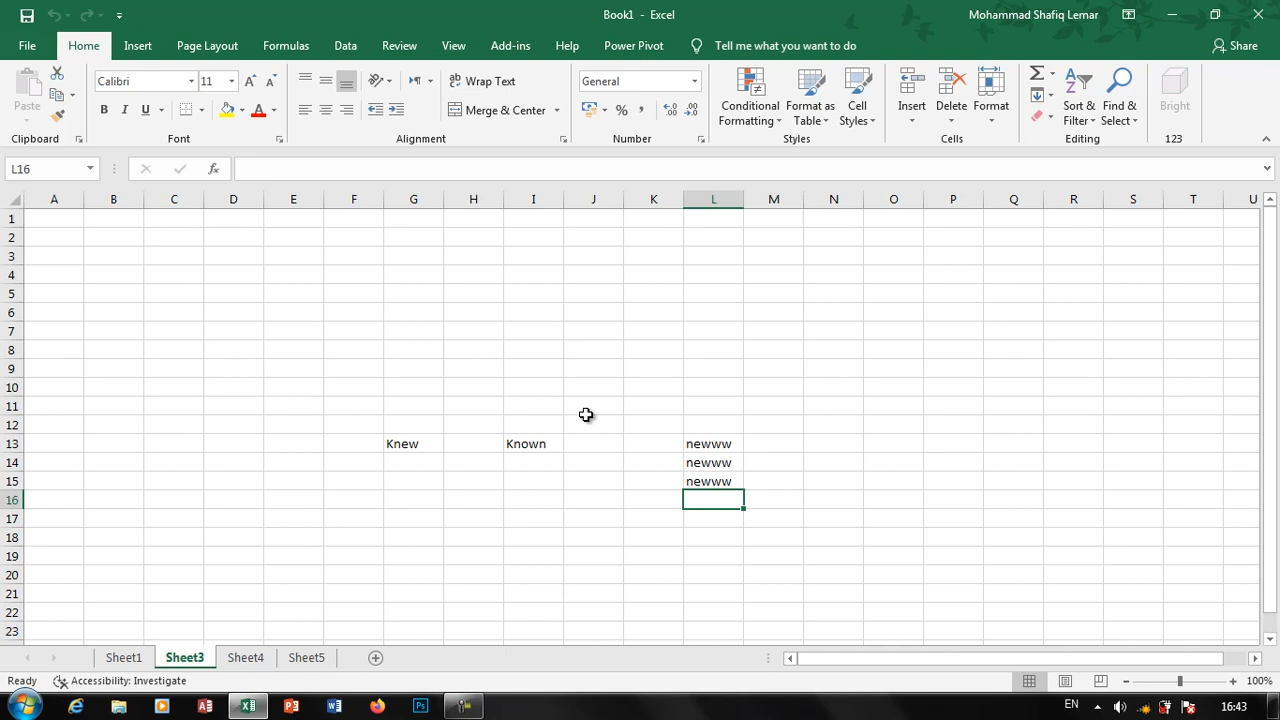 Book1 - Excel
Mohammad Shafiq Lemar
File Home Insert Page Layout Formulas Data Review View Add-ins Help Power Pivot Tell me what you want to do Share
Paste
Clipboard
Calibri 11
B I U A
Font
Wrap Text
Merge & Center
Alignment
General
%
Number
Conditional Formatting
Format as Table
Cell Styles
Styles
Insert Delete Format
Cells
Sort & Filter
Find & Select
Editing
Bright
123
L16
fx
A B C D E F G H I J K L M N O P Q R S T U
1
2
3
4
5
6
7
8
9
10
11
12
13 Knew Known newww
14 newww
15 newww
16
17
18
19
20
21
22
23
Sheet1 Sheet3 Sheet4 Sheet5
Ready Accessibility: Investigate 100%
EN 16:43